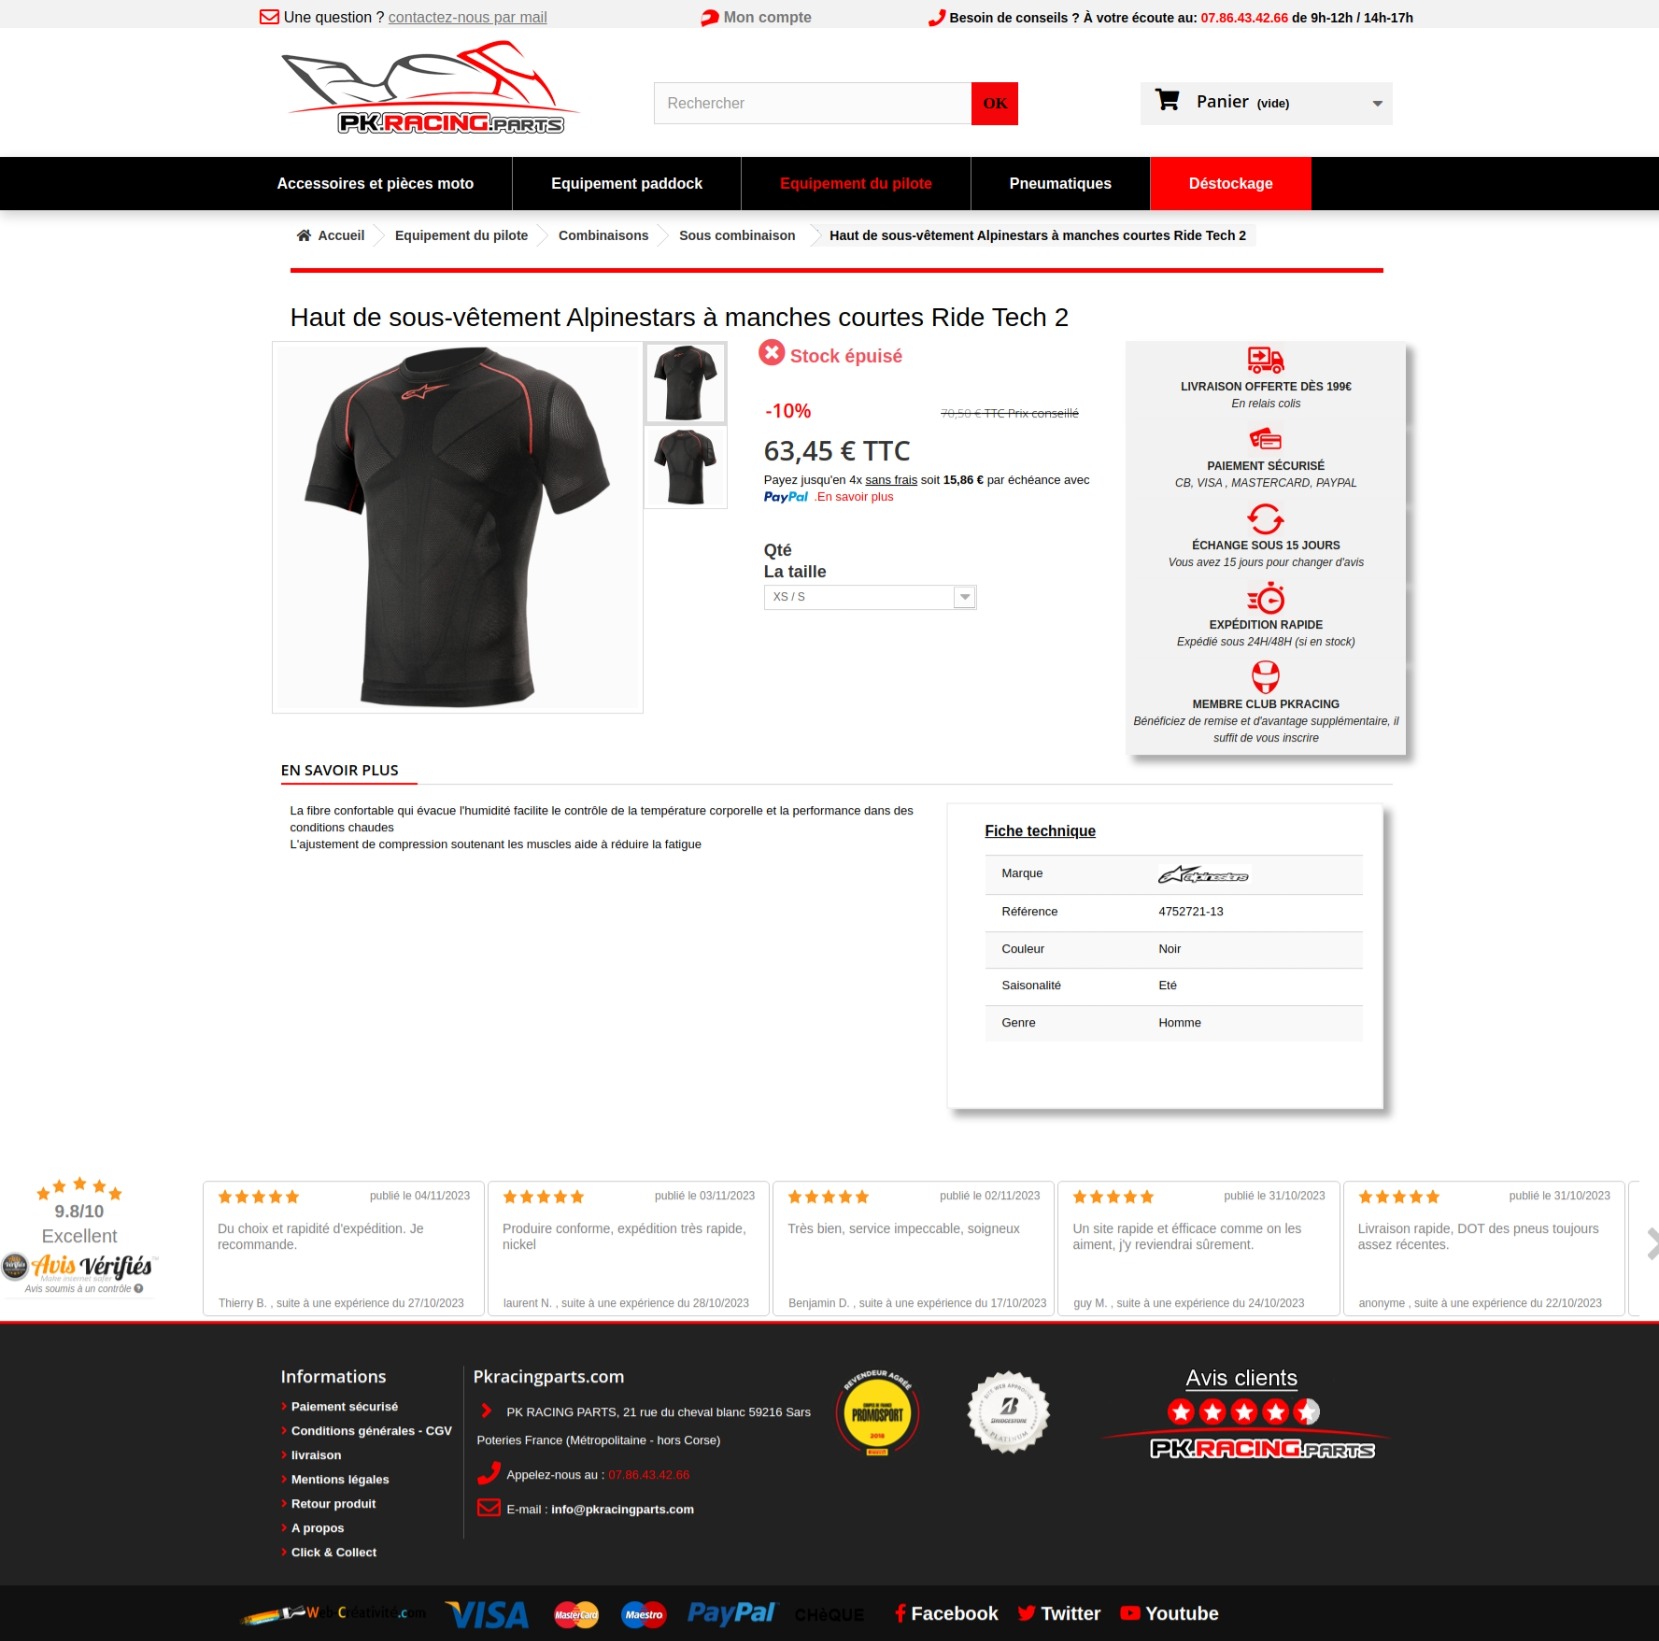 Une question ? contactez-nous par mail
Mon compte
Besoin de conseils ? À votre écoute au: 07.86.43.42.66 de 9h-12h / 14h-17h
PK.RACING.PARTS
Rechercher
OK
Panier (vide)
Accessoires et pièces moto
Equipement paddock
Equipement du pilote
Pneumatiques
Déstockage
Accueil
Equipement du pilote
Combinaisons
Sous combinaison
Haut de sous-vêtement Alpinestars à manches courtes Ride Tech 2
Haut de sous-vêtement Alpinestars à manches courtes Ride Tech 2
Stock épuisé
-10%
70,50 € TTC Prix conseillé
63,45 € TTC
Payez jusqu'en 4x sans frais soit 15,86 € par échéance avec
PayPal .En savoir plus
Qté
La taille
XS / S
LIVRAISON OFFERTE DÈS 199€
En relais colis
PAIEMENT SÉCURISÉ
CB, VISA , MASTERCARD, PAYPAL
ÉCHANGE SOUS 15 JOURS
Vous avez 15 jours pour changer d'avis
EXPÉDITION RAPIDE
Expédié sous 24H/48H (si en stock)
MEMBRE CLUB PKRACING
Bénéficiez de remise et d'avantage supplémentaire, il
suffit de vous inscrire
EN SAVOIR PLUS
La fibre confortable qui évacue l'humidité facilite le contrôle de la température corporelle et la performance dans des
conditions chaudes
L'ajustement de compression soutenant les muscles aide à réduire la fatigue
Fiche technique
Marque alpinestars
Référence 4752721-13
Couleur Noir
Saisonalité Eté
Genre Homme
9.8/10
Excellent
Avis Vérifiés
Avis soumis à un contrôle
publié le 04/11/2023
Du choix et rapidité d'expédition. Je
recommande.
Thierry B. , suite à une expérience du 27/10/2023
publié le 03/11/2023
Produire conforme, expédition très rapide,
nickel
laurent N. , suite à une expérience du 28/10/2023
publié le 02/11/2023
Très bien, service impeccable, soigneux
Benjamin D. , suite à une expérience du 17/10/2023
publié le 31/10/2023
Un site rapide et éfficace comme on les
aiment, j'y reviendrai sûrement.
guy M. , suite à une expérience du 24/10/2023
publié le 31/10/2023
Livraison rapide, DOT des pneus toujours
assez récentes.
anonyme , suite à une expérience du 22/10/2023
Informations
Paiement sécurisé
Conditions générales - CGV
livraison
Mentions légales
Retour produit
A propos
Click & Collect
Pkracingparts.com
PK RACING PARTS, 21 rue du cheval blanc 59216 Sars
Poteries France (Métropolitaine - hors Corse)
Appelez-nous au : 07.86.43.42.66
E-mail : info@pkracingparts.com
REVENDEUR AGRÉÉ
PROMOSPORT
BRIDGESTONE
PLATINUM
Avis clients
PK.RACING.PARTS
Web-Créativité.com
VISA
MasterCard
Maestro
PayPal
CHèQUE
Facebook
Twitter
Youtube